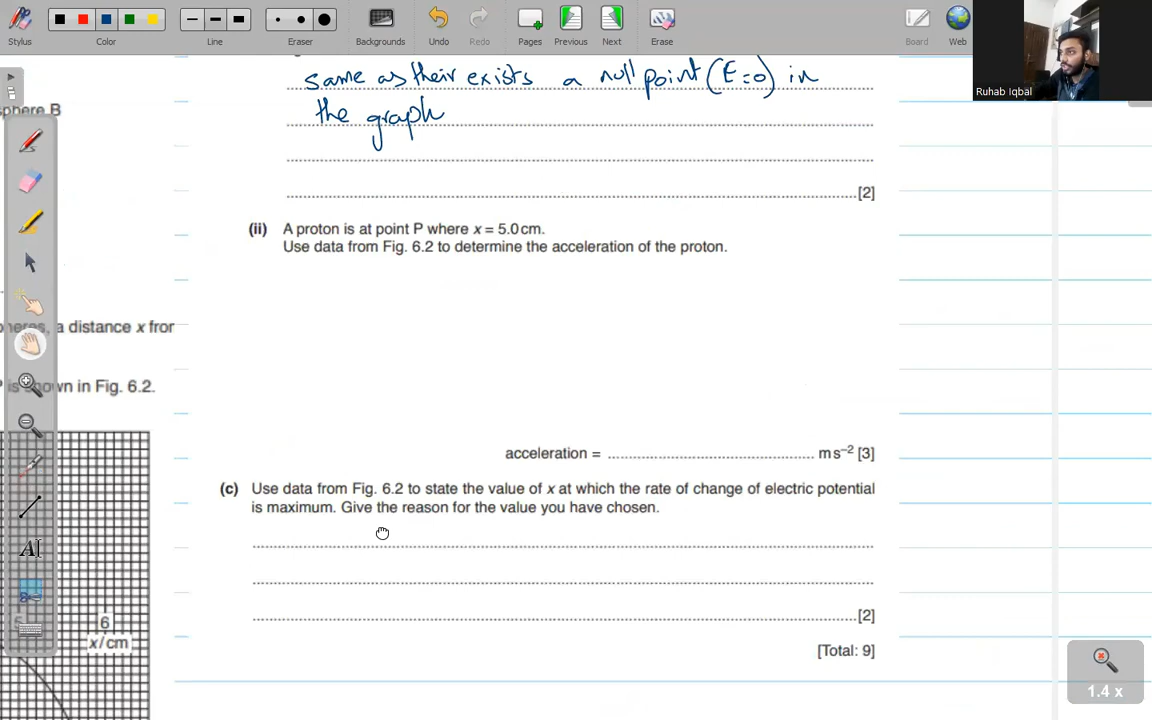 Stylus
Color
Line
Eraser
Backgrounds
Undo
Redo
Pages
Previous
Next
Erase
Board
Web
Ruhab Iqbal
sphere B
same as their exists a null point (E=0) in
the graph
[2]
(ii) A proton is at point P where x = 5.0 cm.
Use data from Fig. 6.2 to determine the acceleration of the proton.
heres, a distance x fror
P is shown in Fig. 6.2.
acceleration = m s⁻² [3]
(c) Use data from Fig. 6.2 to state the value of x at which the rate of change of electric potential
is maximum. Give the reason for the value you have chosen.
[2]
[Total: 9]
6
x/cm
1.4 x